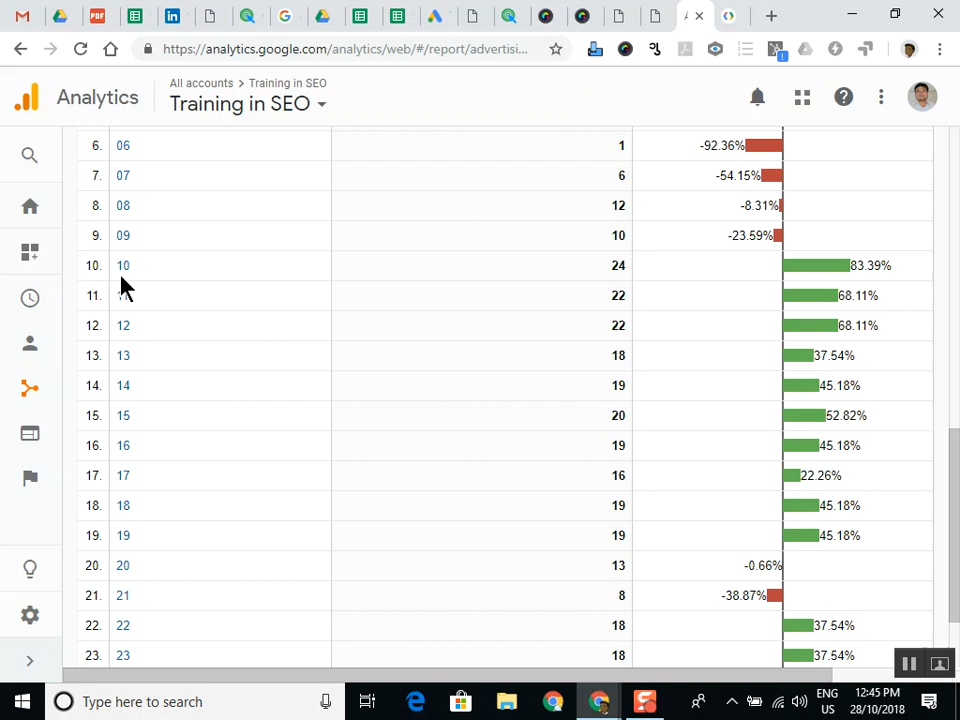 PDF
https://analytics.google.com/analytics/web/#/report/advertisi...
Analytics
All accounts > Training in SEO
Training in SEO
6. 06 1 -92.36%
7. 07 6 -54.15%
8. 08 12 -8.31%
9. 09 10 -23.59%
10. 10 24 83.39%
11. 22 68.11%
12. 12 22 68.11%
13. 13 18 37.54%
14. 14 19 45.18%
15. 15 20 52.82%
16. 16 19 45.18%
17. 17 16 22.26%
18. 18 19 45.18%
19. 19 19 45.18%
20. 20 13 -0.66%
21. 21 8 -38.87%
22. 22 18 37.54%
23. 23 18 37.54%
Type here to search
ENG
US
12:45 PM
28/10/2018